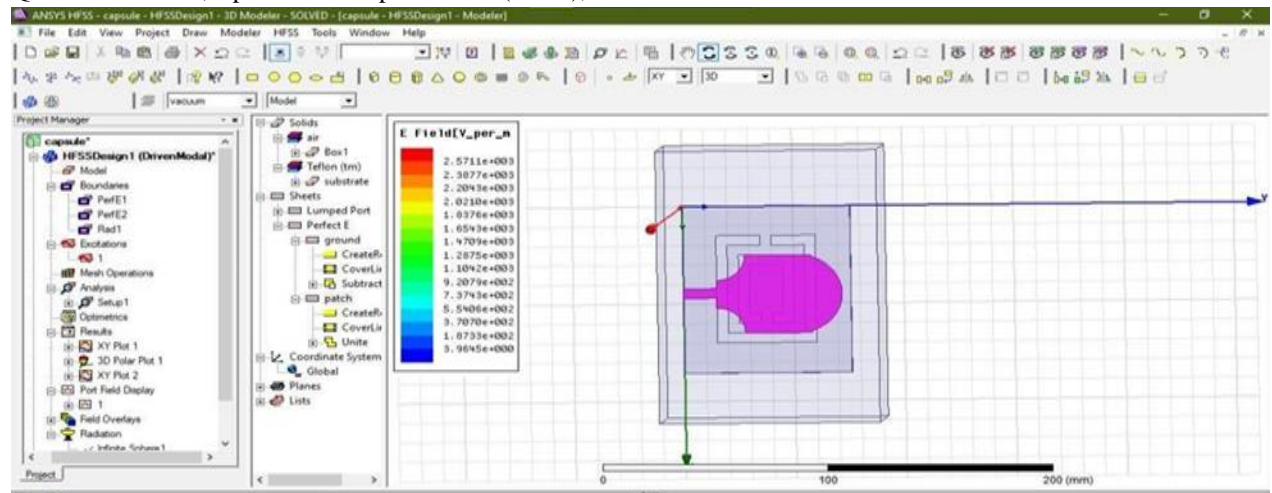 ANSYS HFSS - capsule - HFSSDesign1 - 3D Modeler - SOLVED - [capsule - HFSSDesign1 - Modeler]
File Edit View Project Draw Modeler HFSS Tools Window Help
XY 3D
vacuum Model
Project Manager
capsule*
HFSSDesign1 (DrivenModal)*
Model
Boundaries
PerfE1
PerfE2
Rad1
Excitations
1
Mesh Operations
Analysis
Setup1
Optimetrics
Results
XY Plot 1
3D Polar Plot 1
XY Plot 2
Port Field Display
1
Field Overlays
Radiation
Infinite Sphere1
Project
Solids
air
Box1
Teflon (tm)
substrate
Sheets
Lumped Port
Perfect E
ground
CreateR
CoverLi
Subtract
patch
CreateR
CoverLi
Unite
Coordinate System
Global
Planes
Lists
E Field[V_per_m
2.5711e+003
2.3877e+003
2.2043e+003
2.0210e+003
1.8376e+003
1.6543e+003
1.4709e+003
1.2875e+003
1.1042e+003
9.2079e+002
7.3743e+002
5.5406e+002
3.7070e+002
1.8733e+002
3.9645e+000
Y
0 100 200 (mm)